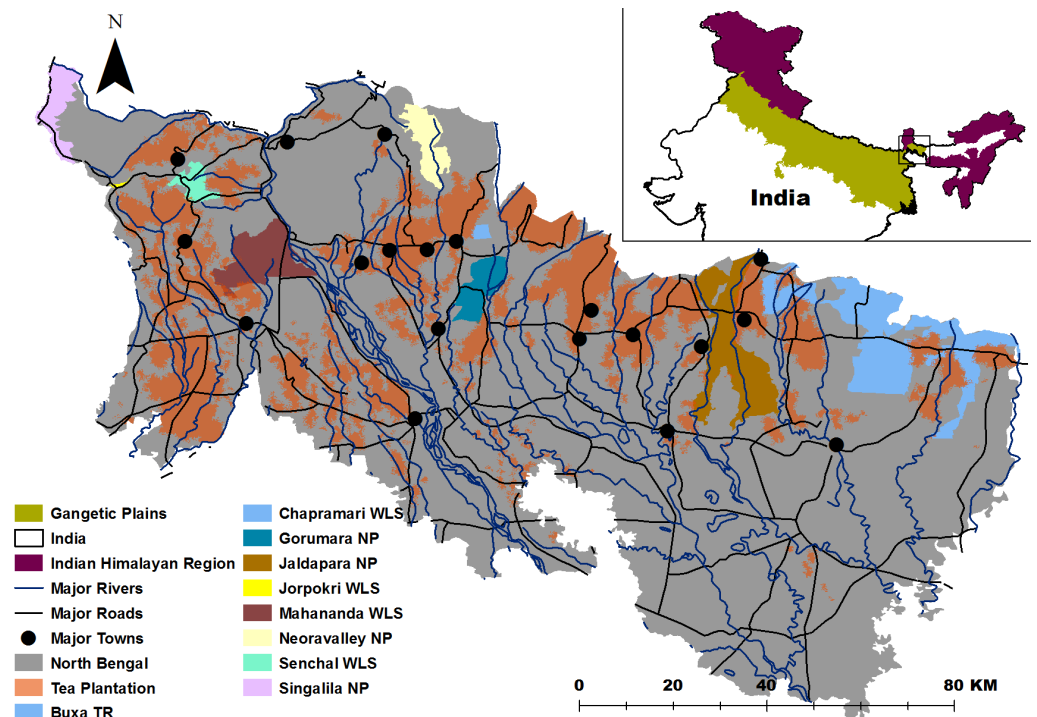 N
India
Gangetic Plains
India
Indian Himalayan Region
Major Rivers
Major Roads
Major Towns
North Bengal
Tea Plantation
Buxa TR
Chapramari WLS
Gorumara NP
Jaldapara NP
Jorpokri WLS
Mahananda WLS
Neoravalley NP
Senchal WLS
Singalila NP
0 20 40 80 KM